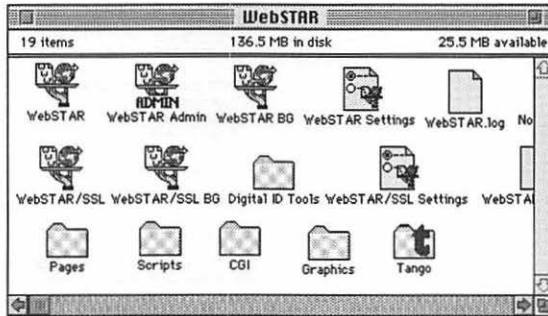 WebSTAR
19 items 136.5 MB in disk 25.5 MB available
ADMIN
WebSTAR WebSTAR Admin WebSTAR BG WebSTAR Settings WebSTAR.log No
WebSTAR/SSL WebSTAR/SSL BG Digital ID Tools WebSTAR/SSL Settings WebSTA
Pages Scripts CGI Graphics Tango